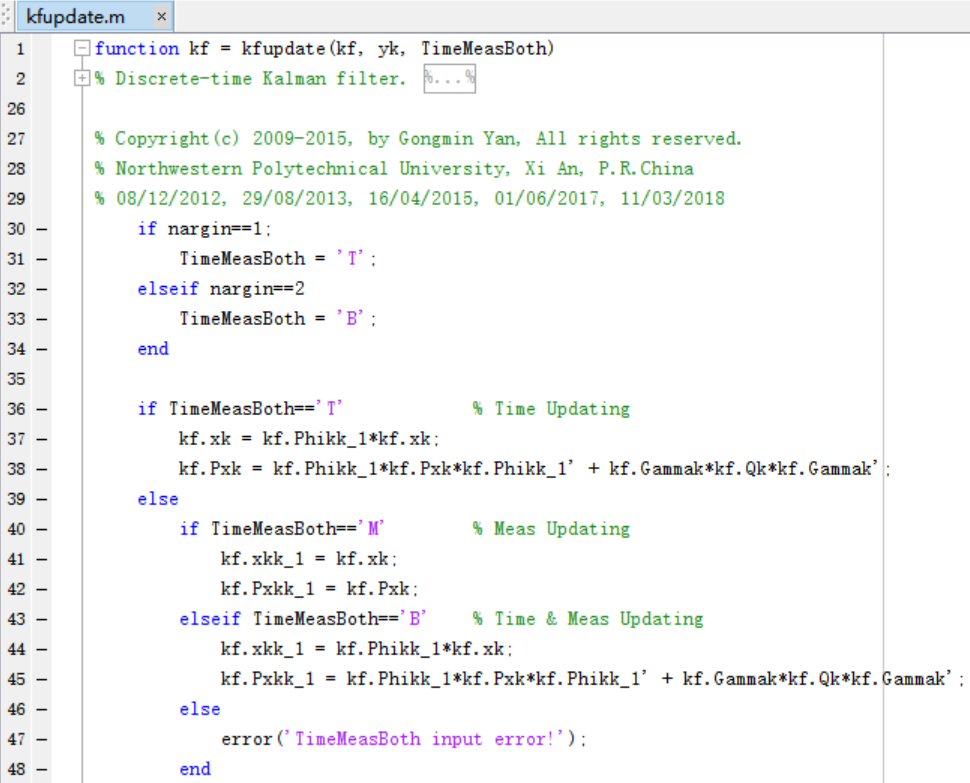 kfupdate.m ×
1 function kf = kfupdate(kf, yk, TimeMeasBoth)
2 % Discrete-time Kalman filter. %...%
26
27 % Copyright(c) 2009-2015, by Gongmin Yan, All rights reserved.
28 % Northwestern Polytechnical University, Xi An, P.R.China
29 % 08/12/2012, 29/08/2013, 16/04/2015, 01/06/2017, 11/03/2018
30 – if nargin==1;
31 – TimeMeasBoth = 'T';
32 – elseif nargin==2
33 – TimeMeasBoth = 'B';
34 – end
35
36 – if TimeMeasBoth=='T' % Time Updating
37 – kf.xk = kf.Phikk_1*kf.xk;
38 – kf.Pxk = kf.Phikk_1*kf.Pxk*kf.Phikk_1' + kf.Gammak*kf.Qk*kf.Gammak';
39 – else
40 – if TimeMeasBoth=='M' % Meas Updating
41 – kf.xkk_1 = kf.xk;
42 – kf.Pxkk_1 = kf.Pxk;
43 – elseif TimeMeasBoth=='B' % Time & Meas Updating
44 – kf.xkk_1 = kf.Phikk_1*kf.xk;
45 – kf.Pxkk_1 = kf.Phikk_1*kf.Pxk*kf.Phikk_1' + kf.Gammak*kf.Qk*kf.Gammak';
46 – else
47 – error('TimeMeasBoth input error!');
48 – end